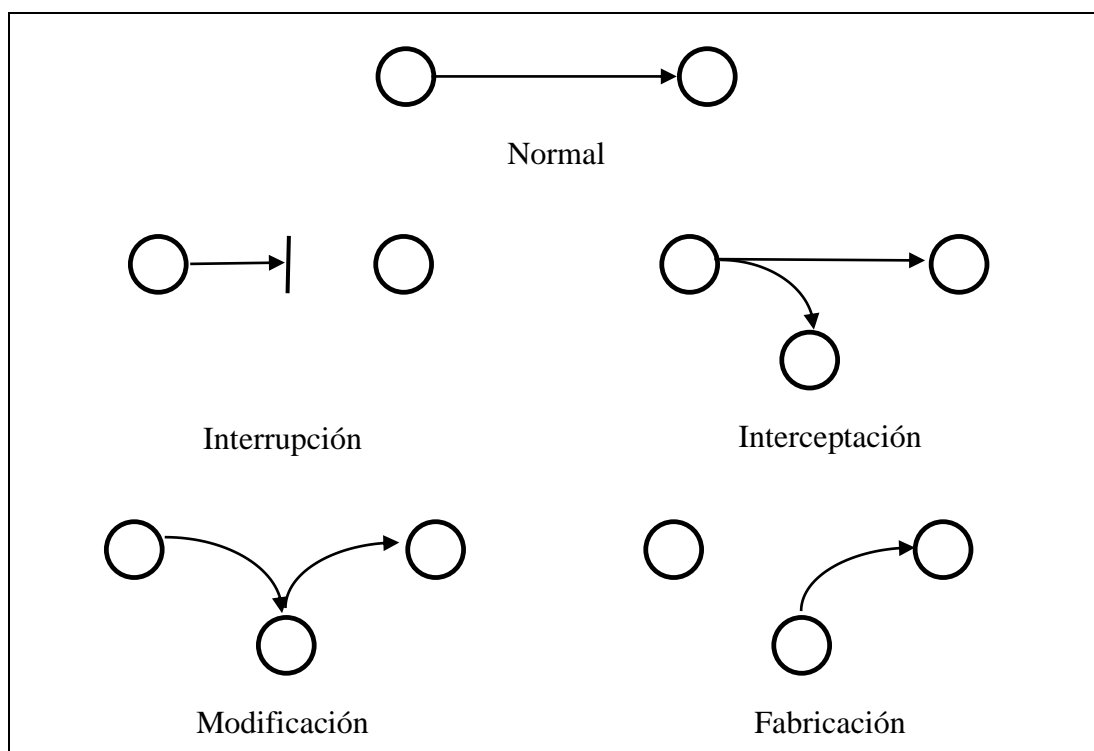 Normal
Interrupción
Interceptación
Modificación
Fabricación